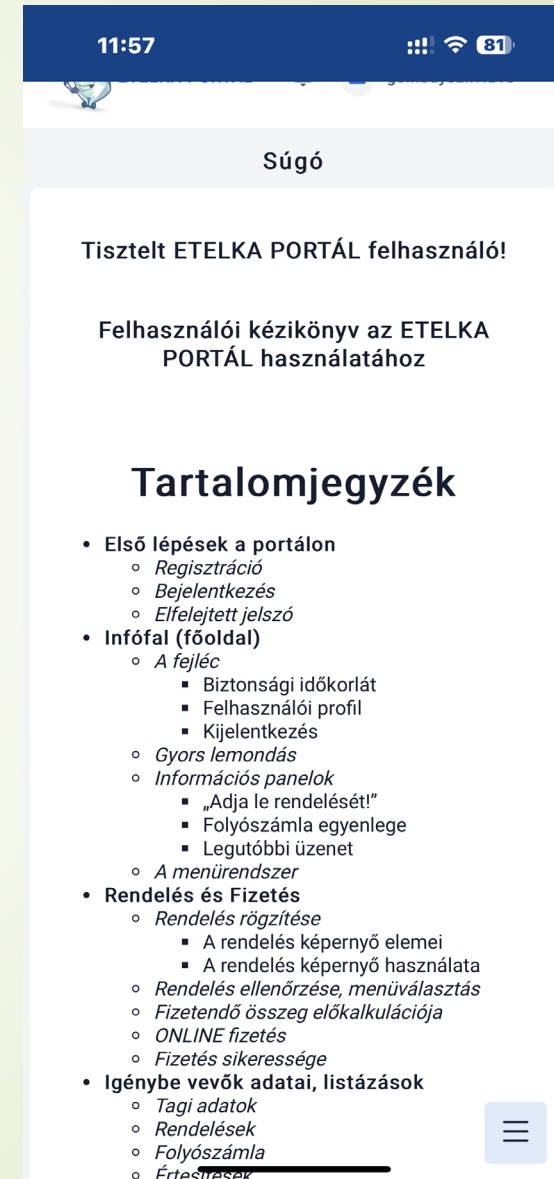 11:57
81
Súgó
Tisztelt ETELKA PORTÁL felhasználó!
Felhasználói kézikönyv az ETELKA
PORTÁL használatához
Tartalomjegyzék
Első lépések a portálon
Regisztráció
Bejelentkezés
Elfelejtett jelszó
Infófal (főoldal)
A fejléc
Biztonsági időkorlát
Felhasználói profil
Kijelentkezés
Gyors lemondás
Információs panelok
„Adja le rendelését!”
Folyószámla egyenlege
Legutóbbi üzenet
A menürendszer
Rendelés és Fizetés
Rendelés rögzítése
A rendelés képernyő elemei
A rendelés képernyő használata
Rendelés ellenőrzése, menüválasztás
Fizetendő összeg előkalkulációja
ONLINE fizetés
Fizetés sikeressége
Igénybe vevők adatai, listázások
Tagi adatok
Rendelések
Folyószámla
Értesítések